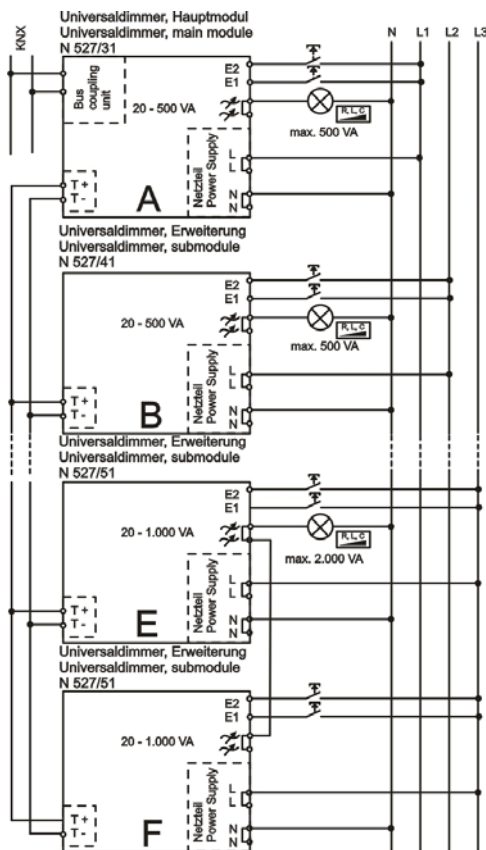 KNX
Universaldimmer, Hauptmodul
Universaldimmer, main module
N 527/31
N L1 L2 L3
Bus coupling unit
20 - 500 VA
E2
E1
R, L, C
max. 500 VA
Netzteil
Power Supply
L
L
N
N
T+
T-
A
Universaldimmer, Erweiterung
Universaldimmer, submodule
N 527/41
E2
E1
20 - 500 VA
R, L, C
max. 500 VA
Netzteil
Power Supply
L
L
N
N
T+
T-
B
Universaldimmer, Erweiterung
Universaldimmer, submodule
N 527/51
E2
E1
20 - 1.000 VA
R, L, C
max. 2.000 VA
Netzteil
Power Supply
L
L
N
N
T+
T-
E
Universaldimmer, Erweiterung
Universaldimmer, submodule
N 527/51
E2
E1
20 - 1.000 VA
Netzteil
Power Supply
L
L
N
N
T+
T-
F